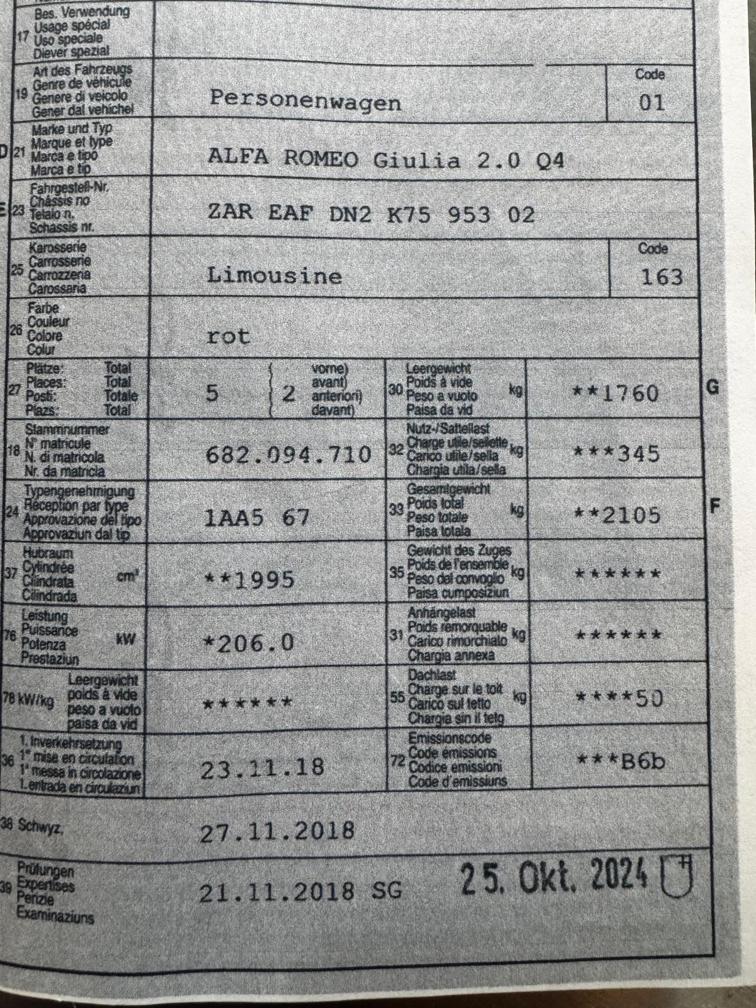 17 Bes. Verwendung
Usage spécial
Uso speciale
Diever spezial
19 Art des Fahrzeugs
Genre de véhicule
Genere di veicolo
Gener dal vehichel
Personenwagen
Code
01
D 21 Marke und Typ
Marque et type
Marca e tipo
Marca e tip
ALFA ROMEO Giulia 2.0 Q4
E 23 Fahrgestell-Nr.
Châssis no
Telaio n.
Schassis nr.
ZAR EAF DN2 K75 953 02
25 Karosserie
Carrosserie
Carrozzeria
Carossaria
Limousine
Code
163
26 Farbe
Couleur
Colore
Colur
rot
27 Plätze: Total
Places: Total
Posti: Totale
Plazs: Total
5
( 2
vorne)
avant)
anteriori)
davant)
30 Leergewicht
Poids à vide
Peso a vuoto
Paisa da vid
kg
**1760
G
18 Stammnummer
N° matricule
N. di matricola
Nr. da matricla
682.094.710
32 Nutz-/Sattellast
Charge utile/sellette
Carico utile/sella
Chargia utila/sella
kg
***345
24 Typengenehmigung
Réception par type
Approvazione del tipo
Approvaziun dal tip
1AA5 67
33 Gesamtgewicht
Poids total
Peso totale
Paisa totala
kg
**2105
F
37 Hubraum
Cylindrée
Cilindrata
Cilindrada
cm³
**1995
35 Gewicht des Zuges
Poids de l'ensemble
Peso del convoglio
Paisa cumposiziun
kg
******
76 Leistung
Puissance
Potenza
Prestaziun
kW
*206.0
31 Anhängelast
Poids remorquable
Carico rimorchiato
Chargia annexa
kg
******
78 kW/kg
Leergewicht
poids à vide
peso a vuoto
paisa da vid
******
55 Dachlast
Charge sur le toit
Carico sul tetto
Chargia sin il tetg
kg
****50
36 1. Inverkehrsetzung
1re mise en circulation
1a messa in circolazione
1. entrada en circulaziun
23.11.18
72 Emissionscode
Code émissions
Codice emissioni
Code d'emissiuns
***B6b
38 Schwyz,
27.11.2018
39 Prüfungen
Expertises
Perizie
Examinaziuns
21.11.2018 SG
25. Okt. 2024